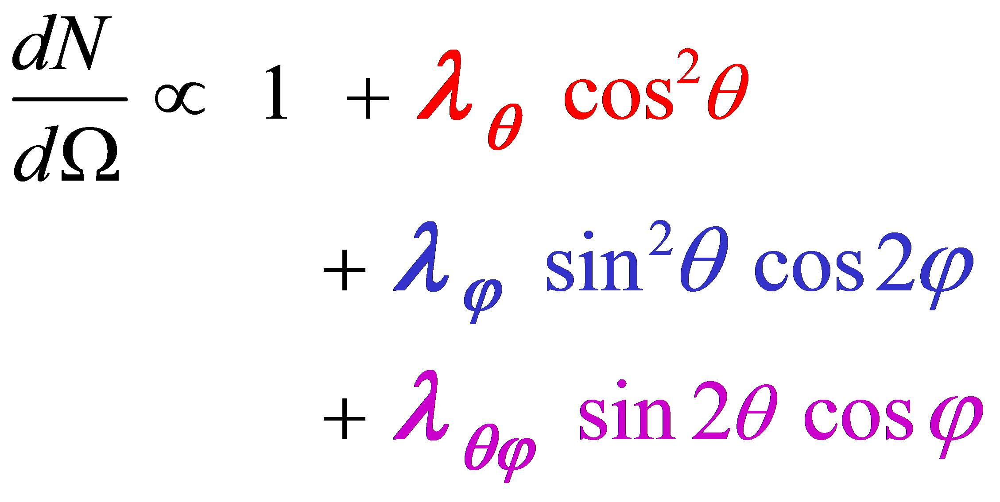 dN/dΩ ∝ 1 + λ_θ cos²θ
+ λ_φ sin²θ cos 2φ
+ λ_θφ sin 2θ cos φ